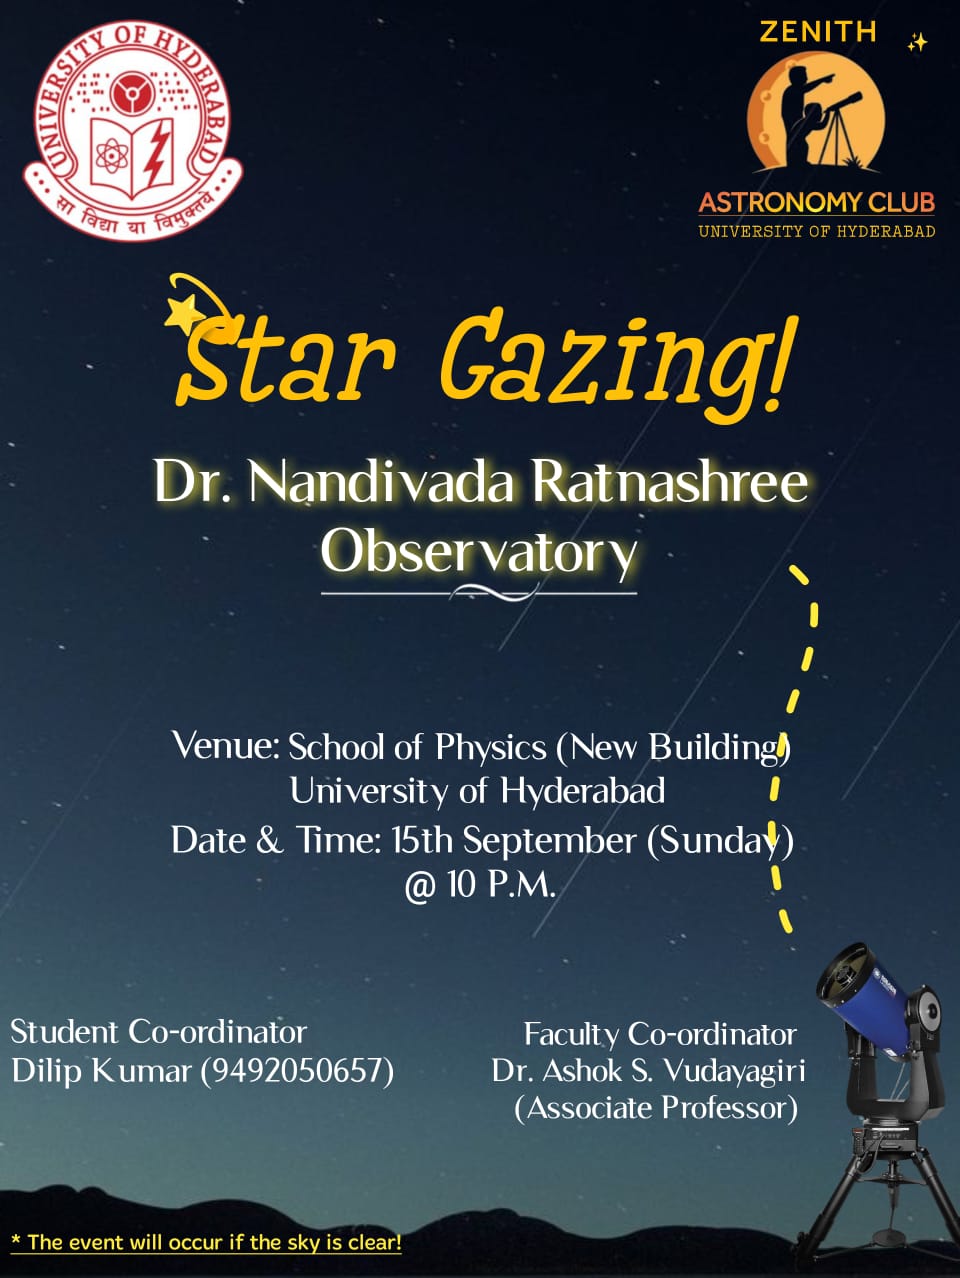 UNIVERSITY OF HYDERABAD
सा विद्या या विमुक्तये
ZENITH
ASTRONOMY CLUB
UNIVERSITY OF HYDERABAD
Star Gazing!
Dr. Nandivada Ratnashree
Observatory
Venue: School of Physics (New Building)
University of Hyderabad
Date & Time: 15th September (Sunday)
@ 10 P.M.
Student Co-ordinator
Dilip Kumar (9492050657)
Faculty Co-ordinator
Dr. Ashok S. Vudayagiri
(Associate Professor)
* The event will occur if the sky is clear!